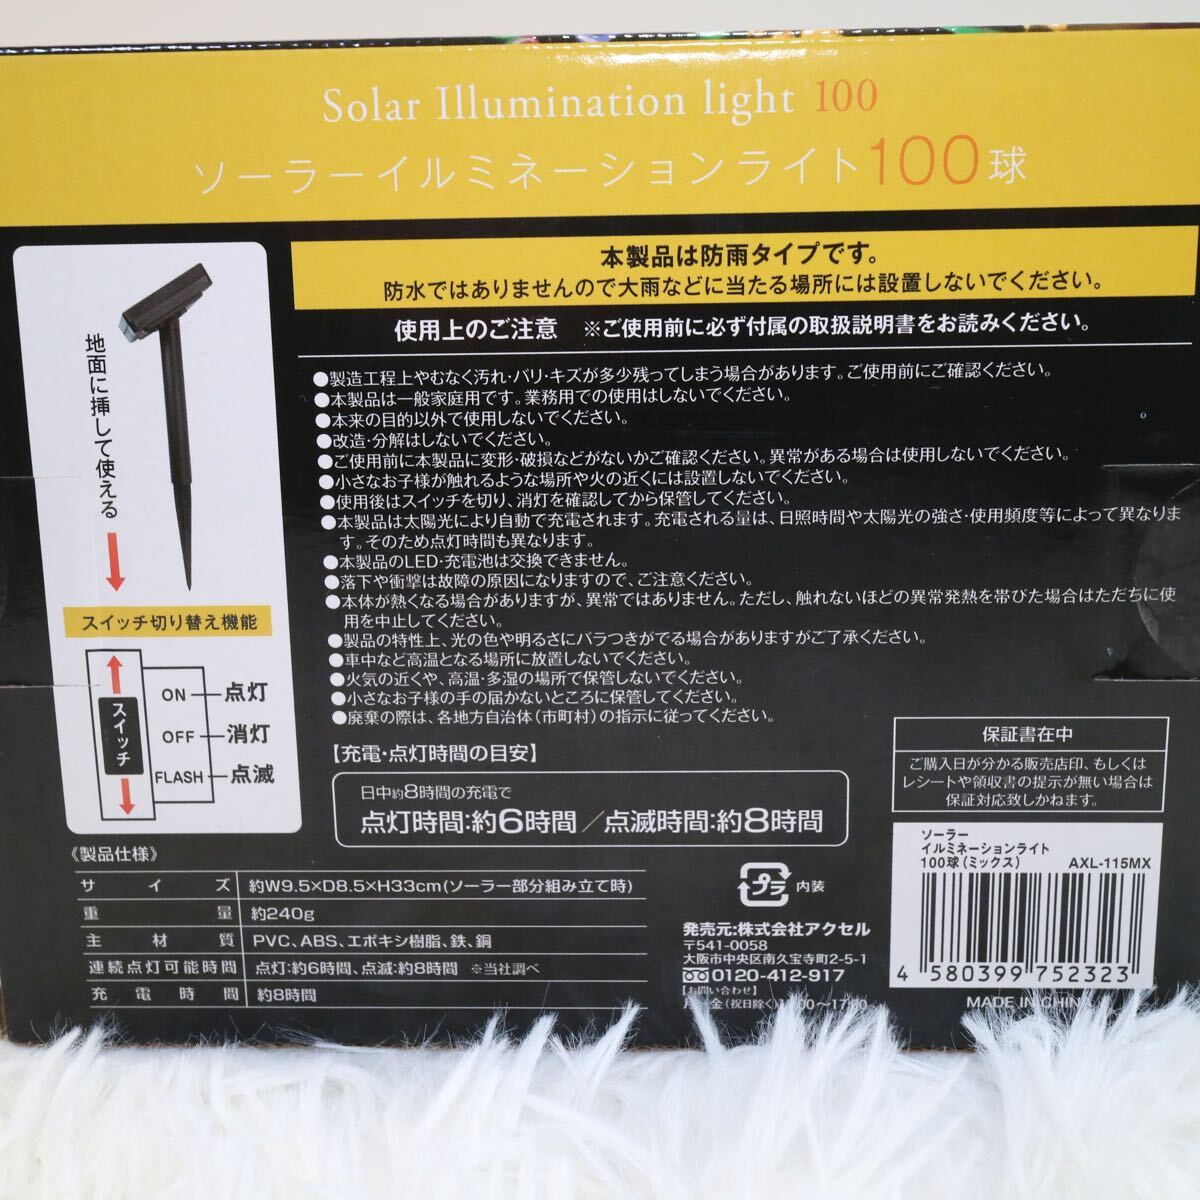 Solar Illumination light 100
ソーラーイルミネーションライト100球
地面に挿して使える
スイッチ切り替え機能
スイッチ
ON 点灯
OFF 消灯
FLASH 点滅
本製品は防雨タイプです。
防水ではありませんので大雨などに当たる場所には設置しないでください。
使用上のご注意 ※ご使用前に必ず付属の取扱説明書をお読みください。
●製造工程上やむなく汚れ・バリ・キズが多少残ってしまう場合があります。ご使用前にご確認ください。
●本製品は一般家庭用です。業務用での使用はしないでください。
●本来の目的以外で使用しないでください。
●改造・分解はしないでください。
●ご使用前に本製品に変形・破損などがないかご確認ください。異常がある場合は使用しないでください。
●小さなお子様が触れるような場所や火の近くには設置しないでください。
●使用後はスイッチを切り、消灯を確認してから保管してください。
●本製品は太陽光により自動で充電されます。充電される量は、日照時間や太陽光の強さ・使用頻度等によって異なりま
す。そのため点灯時間も異なります。
●本製品のLED・充電池は交換できません。
●落下や衝撃は故障の原因になりますので、ご注意ください。
●本体が熱くなる場合がありますが、異常ではありません。ただし、触れないほどの異常発熱を帯びた場合はただちに使
用を中止してください。
●製品の特性上、光の色や明るさにバラつきがでる場合がありますがご了承ください。
●車中など高温となる場所に放置しないでください。
●火気の近くや、高温・多湿の場所で保管しないでください。
●小さなお子様の手の届かないところに保管してください。
●廃棄の際は、各地方自治体(市町村)の指示に従ってください。
【充電・点灯時間の目安】
日中約8時間の充電で
点灯時間:約6時間/点滅時間:約8時間
保証書在中
ご購入日が分かる販売店印、もしくは
レシートや領収書の提示が無い場合は
保証対応致しかねます。
《製品仕様》
サイズ 約W9.5×D8.5×H33cm(ソーラー部分組み立て時)
重量 約240g
主材質 PVC、ABS、エポキシ樹脂、鉄、銅
連続点灯可能時間 点灯:約6時間、点滅:約8時間 ※当社調べ
充電時間 約8時間
プラ 内装
発売元:株式会社アクセル
〒541-0058
大阪市中央区南久宝寺町2-5-1
0120-412-917
【お問い合わせ】
月～金(祝日除く)
ソーラー
イルミネーションライト
100球(ミックス) AXL-115MX
4 580399 752323
MADE IN CHINA